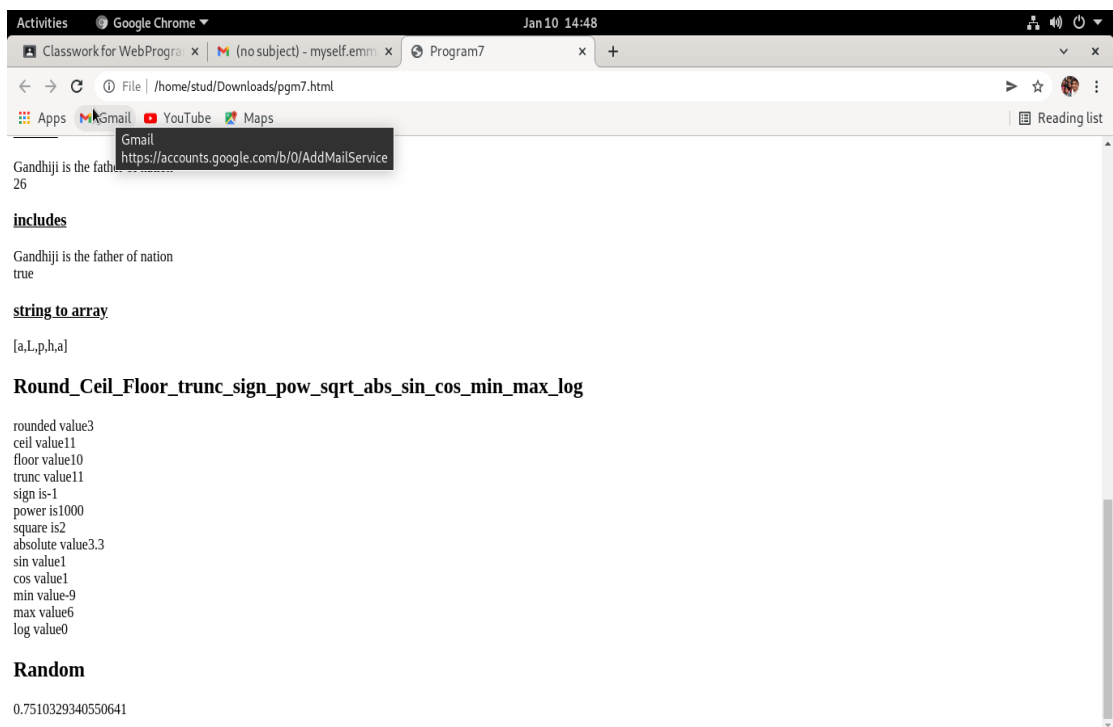 Activities Google Chrome Jan 10 14:48
Classwork for WebProgra (no subject) - myself.emm Program7
File /home/stud/Downloads/pgm7.html
Apps Gmail YouTube Maps Reading list
Gmail
https://accounts.google.com/b/0/AddMailService
Gandhiji is the father of nation
26
includes
Gandhiji is the father of nation
true
string to array
[a,L,p,h,a]
Round_Ceil_Floor_trunc_sign_pow_sqrt_abs_sin_cos_min_max_log
rounded value3
ceil value11
floor value10
trunc value11
sign is-1
power is1000
square is2
absolute value3.3
sin value1
cos value1
min value-9
max value6
log value0
Random
0.7510329340550641